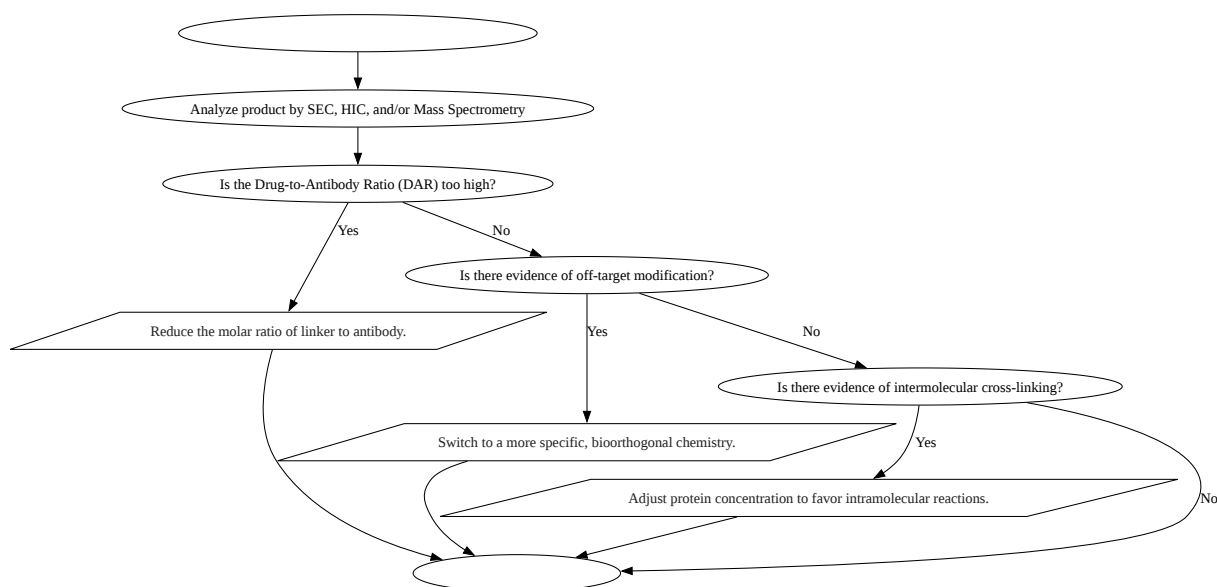 Analyze product by SEC, HIC, and/or Mass Spectrometry
Is the Drug-to-Antibody Ratio (DAR) too high?
Yes
No
Is there evidence of off-target modification?
Reduce the molar ratio of linker to antibody.
Yes
No
Is there evidence of intermolecular cross-linking?
Switch to a more specific, bioorthogonal chemistry.
Yes
Adjust protein concentration to favor intramolecular reactions.
No